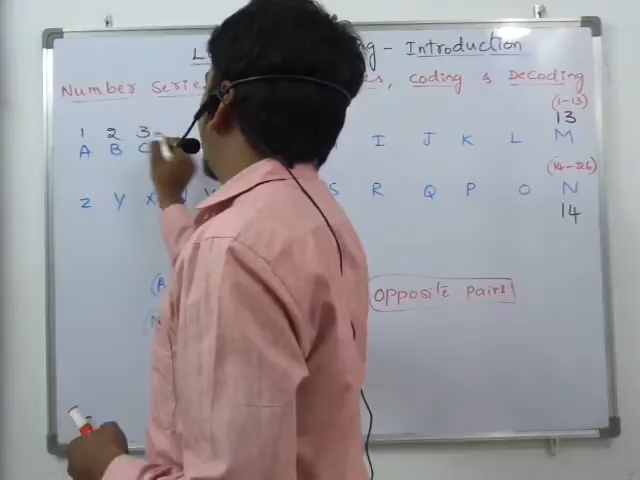 - Introduction
Number Series , Coding & Decoding
(1-13)
1 2 3 13
A B C I J K L M
(14-26)
Z Y X S R Q P O N
14
Opposite Pairs